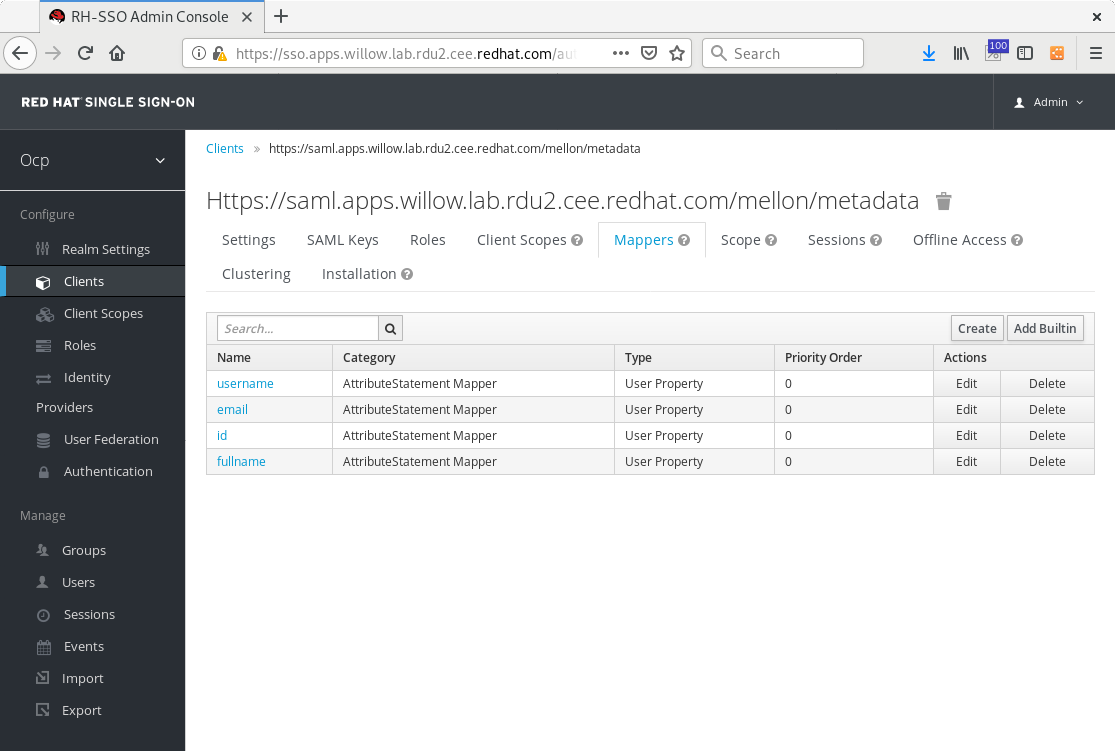 RH-SSO Admin Console
https://sso.apps.willow.lab.rdu2.cee.redhat.com/au
Search
100
RED HAT SINGLE SIGN-ON
Admin
Ocp
Configure
Realm Settings
Clients
Client Scopes
Roles
Identity
Providers
User Federation
Authentication
Manage
Groups
Users
Sessions
Events
Import
Export
Clients » https://saml.apps.willow.lab.rdu2.cee.redhat.com/mellon/metadata
Https://saml.apps.willow.lab.rdu2.cee.redhat.com/mellon/metadata
Settings SAML Keys Roles Client Scopes Mappers Scope Sessions Offline Access
Clustering Installation
Search... Create Add Builtin
Name Category Type Priority Order Actions
username AttributeStatement Mapper User Property 0 Edit Delete
email AttributeStatement Mapper User Property 0 Edit Delete
id AttributeStatement Mapper User Property 0 Edit Delete
fullname AttributeStatement Mapper User Property 0 Edit Delete